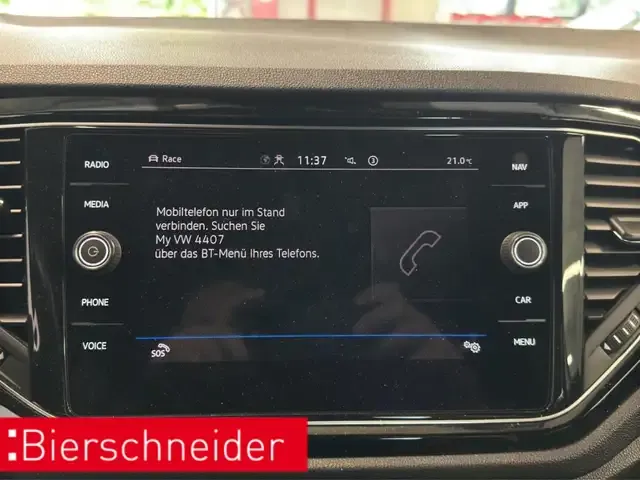 RADIO
MEDIA
PHONE
VOICE
Race
11:37
21.0°C
Mobiltelefon nur im Stand
verbinden. Suchen Sie
My VW 4407
über das BT-Menü Ihres Telefons.
SOS
NAV
APP
CAR
MENU
Bierschneider